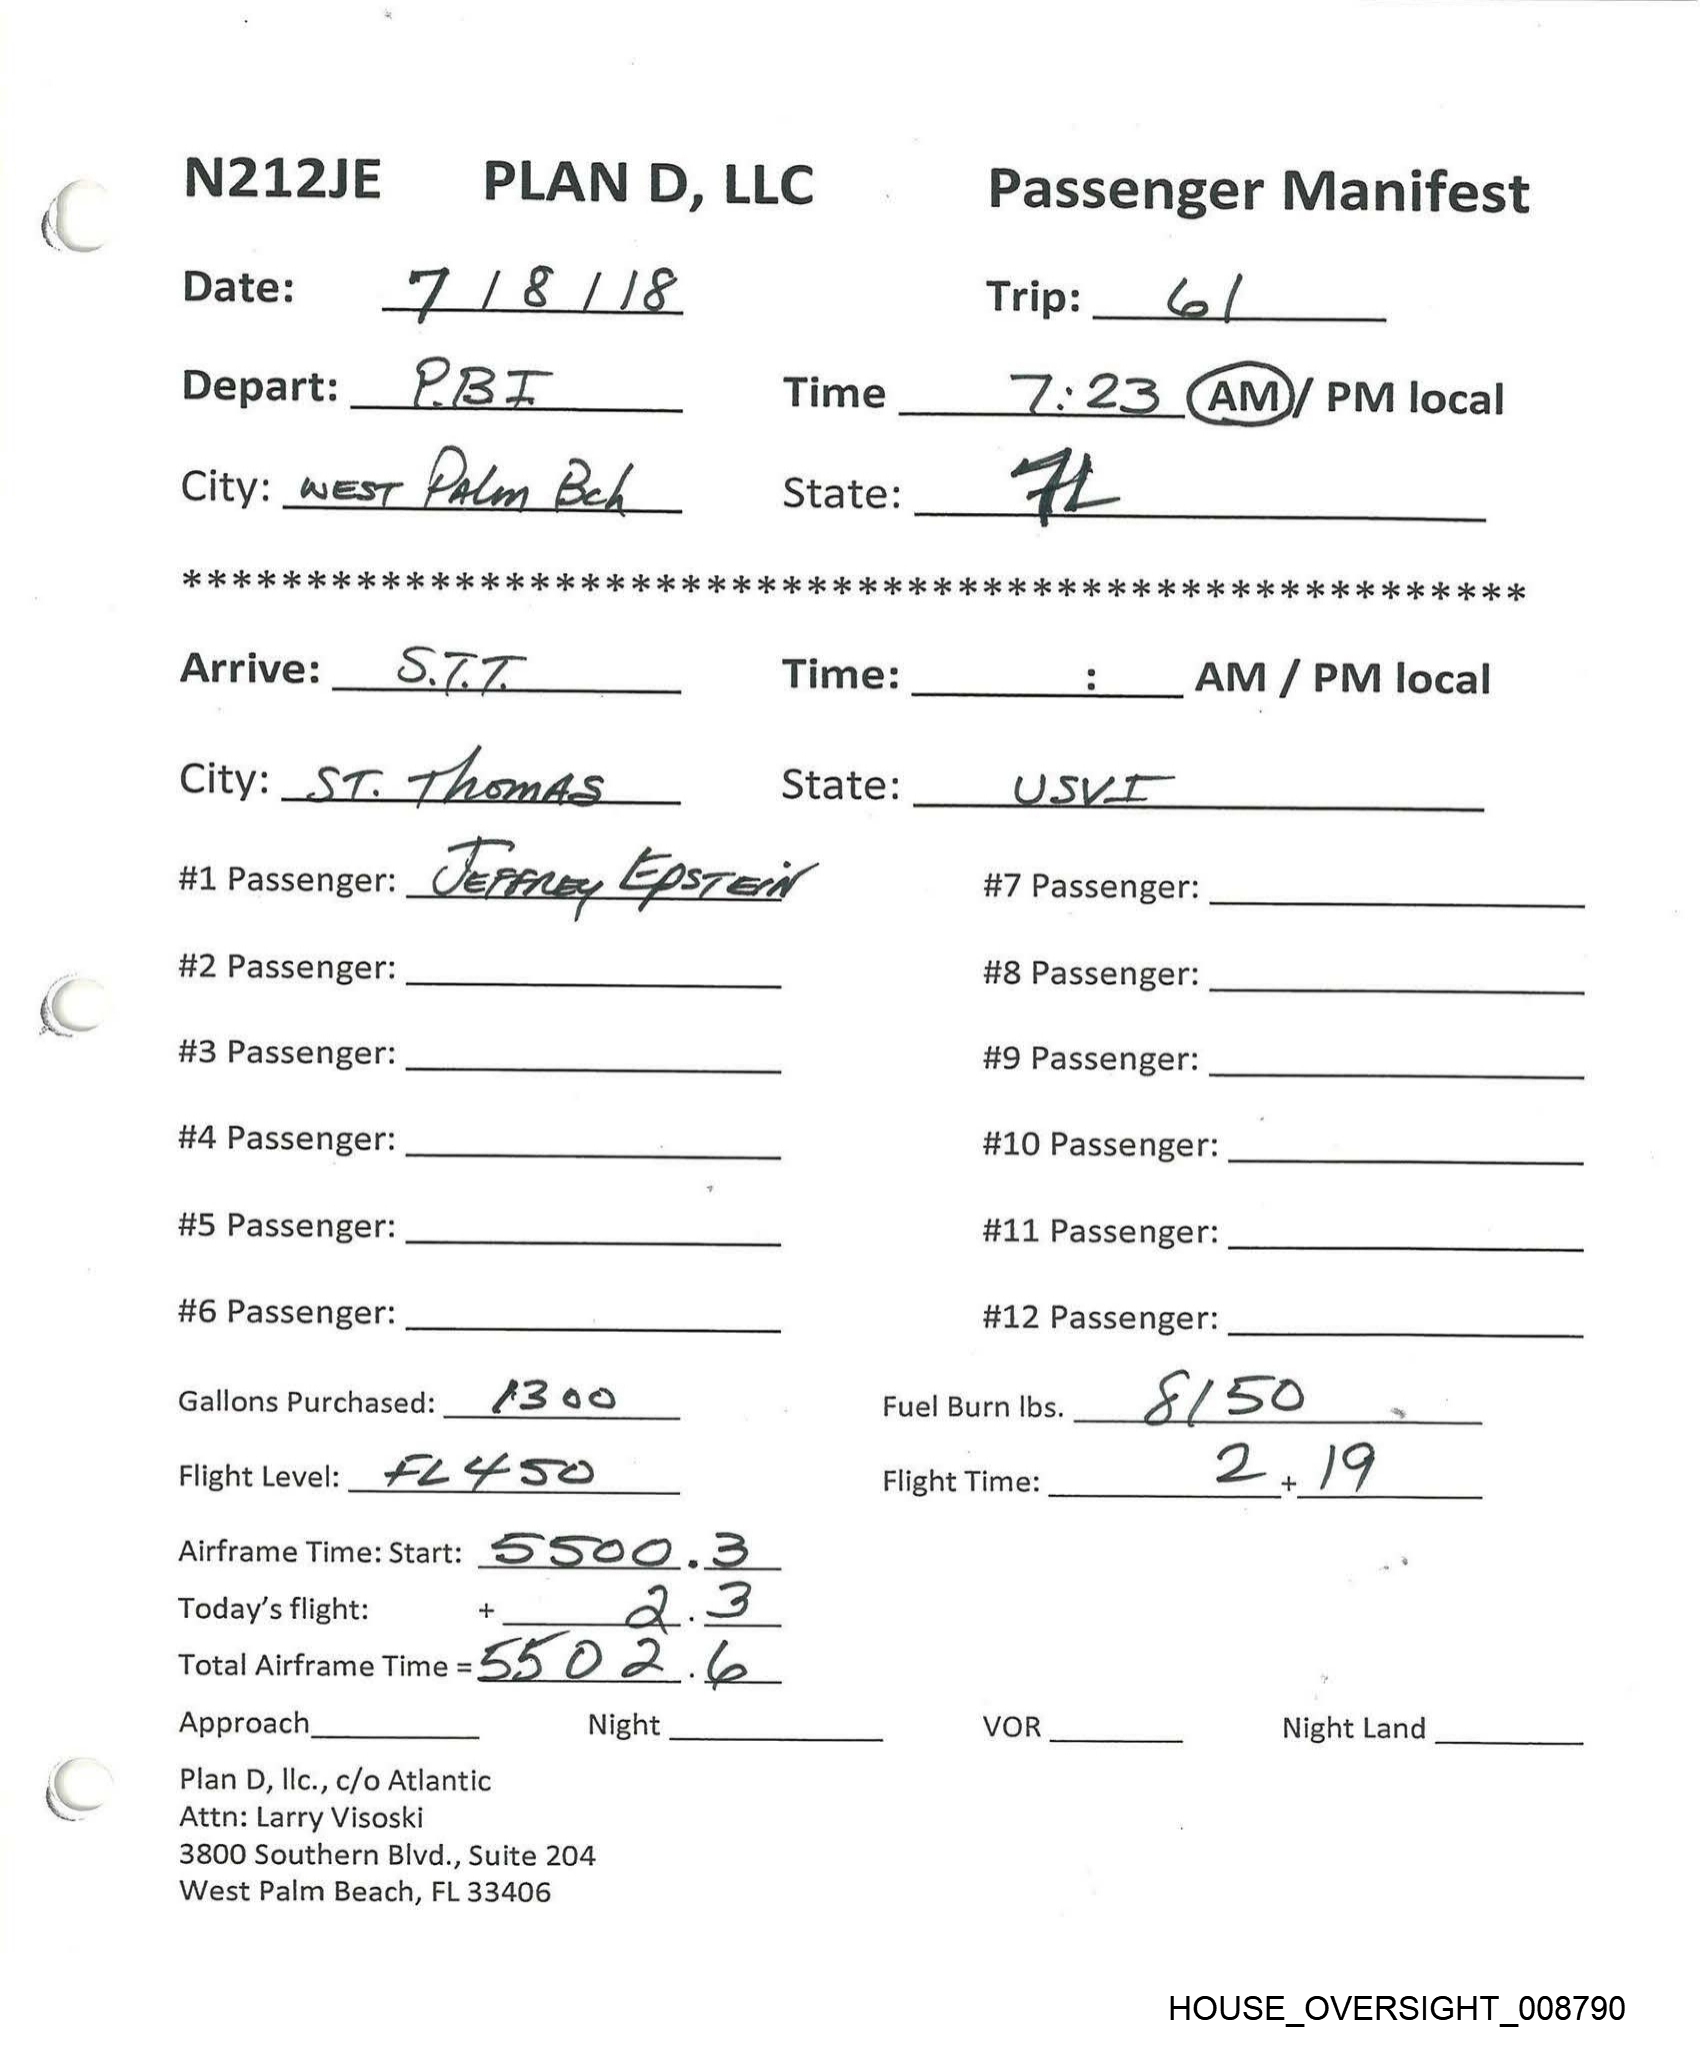 N212JE PLAN D, LLC Passenger Manifest
Date: 7 / 8 / 18 Trip: 61
Depart: P.B.I Time 7:23 AM / PM local
City: WEST PALM Bch State: FL
******************************************************
Arrive: S.T.T. Time: : AM / PM local
City: ST. THOMAS State: USVI
#1 Passenger: JEFFREY EPSTEIN #7 Passenger:
#2 Passenger: #8 Passenger:
#3 Passenger: #9 Passenger:
#4 Passenger: #10 Passenger:
#5 Passenger: #11 Passenger:
#6 Passenger: #12 Passenger:
Gallons Purchased: 1300 Fuel Burn lbs. 8150
Flight Level: FL450 Flight Time: 2 + 19
Airframe Time: Start: 5500.3
Today's flight: + 2.3
Total Airframe Time = 5502.6
Approach Night VOR Night Land
Plan D, llc., c/o Atlantic
Attn: Larry Visoski
3800 Southern Blvd., Suite 204
West Palm Beach, FL 33406
HOUSE_OVERSIGHT_008790